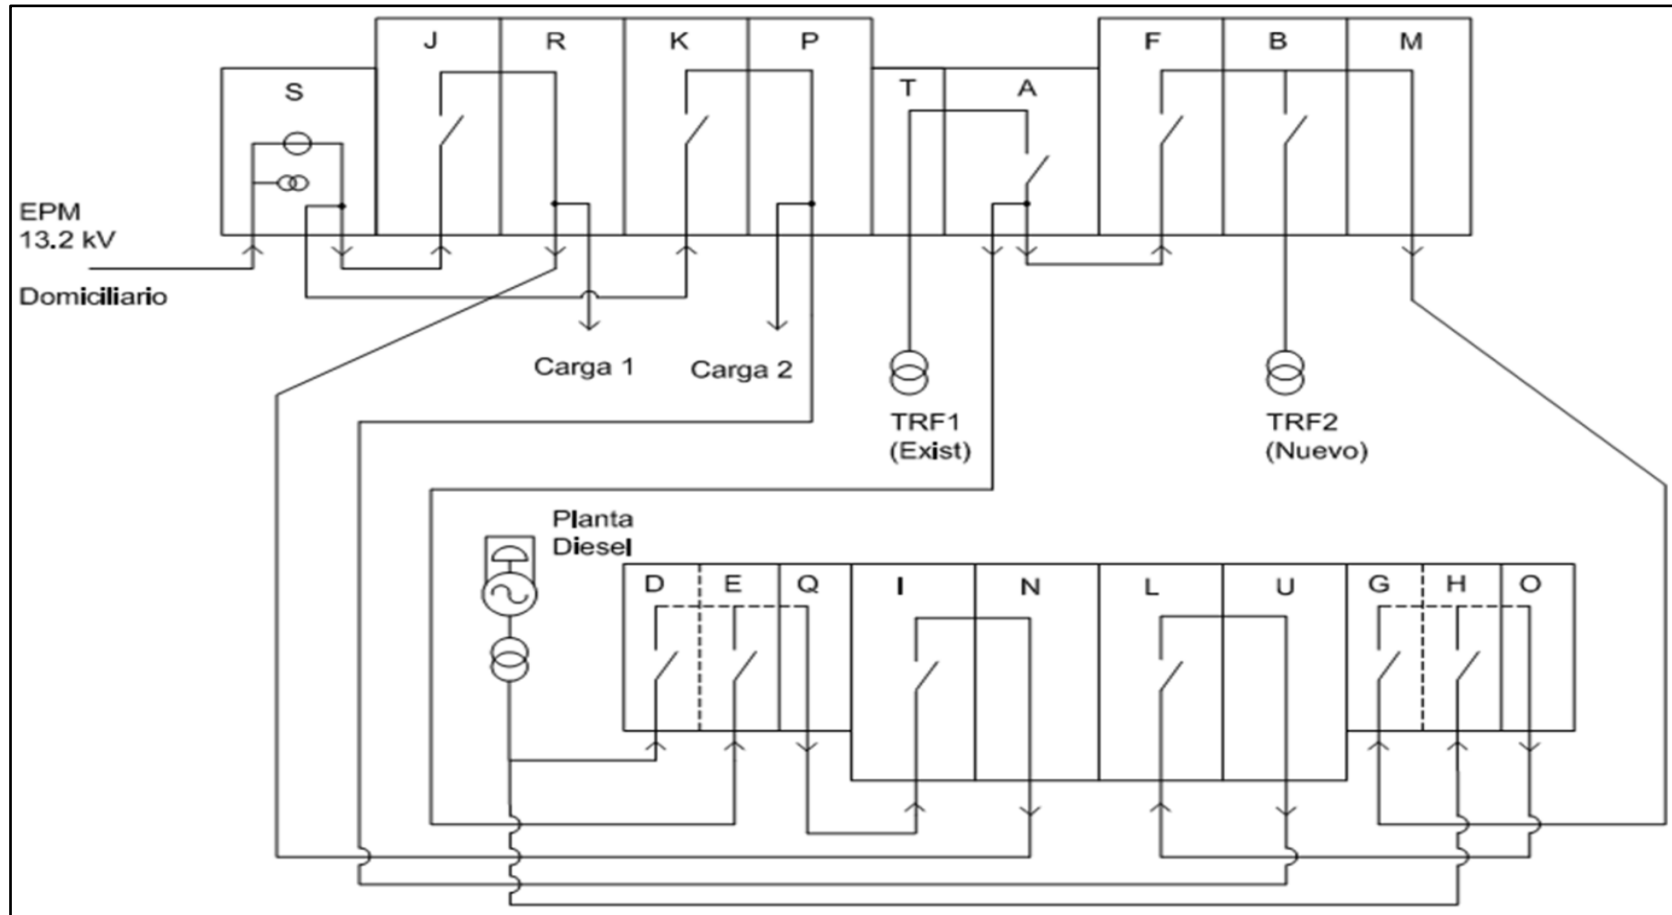 J R K P F B M
S T A
EPM
13.2 kV
Domiciliario
Carga 1 Carga 2
TRF1
(Exist)
TRF2
(Nuevo)
Planta
Diesel
D E Q I N L U G H O